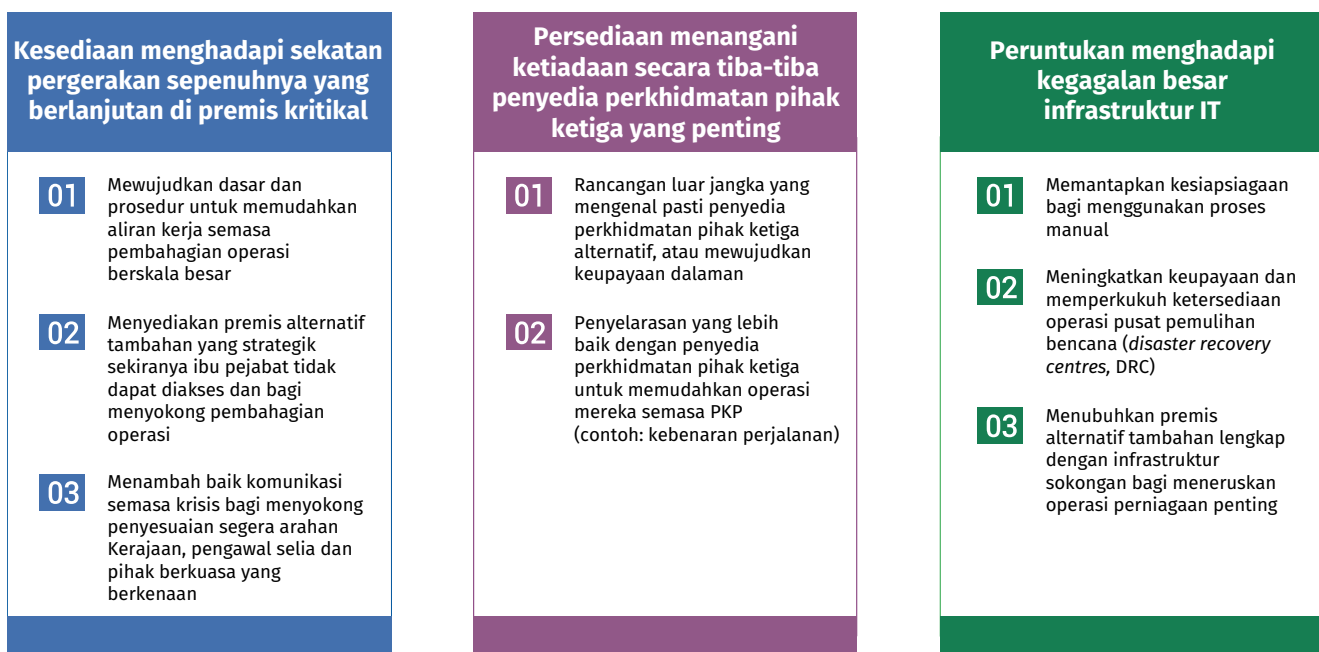 Kesediaan menghadapi sekatan
pergerakan sepenuhnya yang
berlanjutan di premis kritikal
01
Mewujudkan dasar dan
prosedur untuk memudahkan
aliran kerja semasa
pembahagian operasi
berskala besar
02
Menyediakan premis alternatif
tambahan yang strategik
sekiranya ibu pejabat tidak
dapat diakses dan bagi
menyokong pembahagian
operasi
03
Menambah baik komunikasi
semasa krisis bagi menyokong
penyesuaian segera arahan
Kerajaan, pengawal selia dan
pihak berkuasa yang
berkenaan
Persediaan menangani
ketiadaan secara tiba-tiba
penyedia perkhidmatan pihak
ketiga yang penting
01
Rancangan luar jangka yang
mengenal pasti penyedia
perkhidmatan pihak ketiga
alternatif, atau mewujudkan
keupayaan dalaman
02
Penyelarasan yang lebih
baik dengan penyedia
perkhidmatan pihak ketiga
untuk memudahkan operasi
mereka semasa PKP
(contoh: kebenaran perjalanan)
Peruntukan menghadapi
kegagalan besar
infrastruktur IT
01
Memantapkan kesiapsiagaan
bagi menggunakan proses
manual
02
Meningkatkan keupayaan dan
memperkukuh ketersediaan
operasi pusat pemulihan
bencana (disaster recovery
centres, DRC)
03
Menubuhkan premis
alternatif tambahan lengkap
dengan infrastruktur
sokongan bagi meneruskan
operasi perniagaan penting